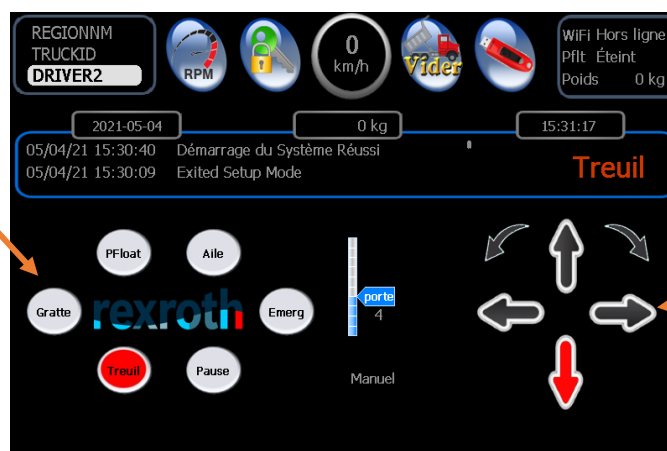 REGIONNM
TRUCKID
DRIVER2
RPM
0
km/h
Vider
WiFi Hors ligne
Pflt Éteint
Poids 0 kg
2021-05-04
0 kg
15:31:17
05/04/21 15:30:40 Démarrage du Système Réussi
05/04/21 15:30:09 Exited Setup Mode
Treuil
PFloat
Aile
Gratte
rexroth
Emerg
porte
4
Treuil
Pause
Manuel